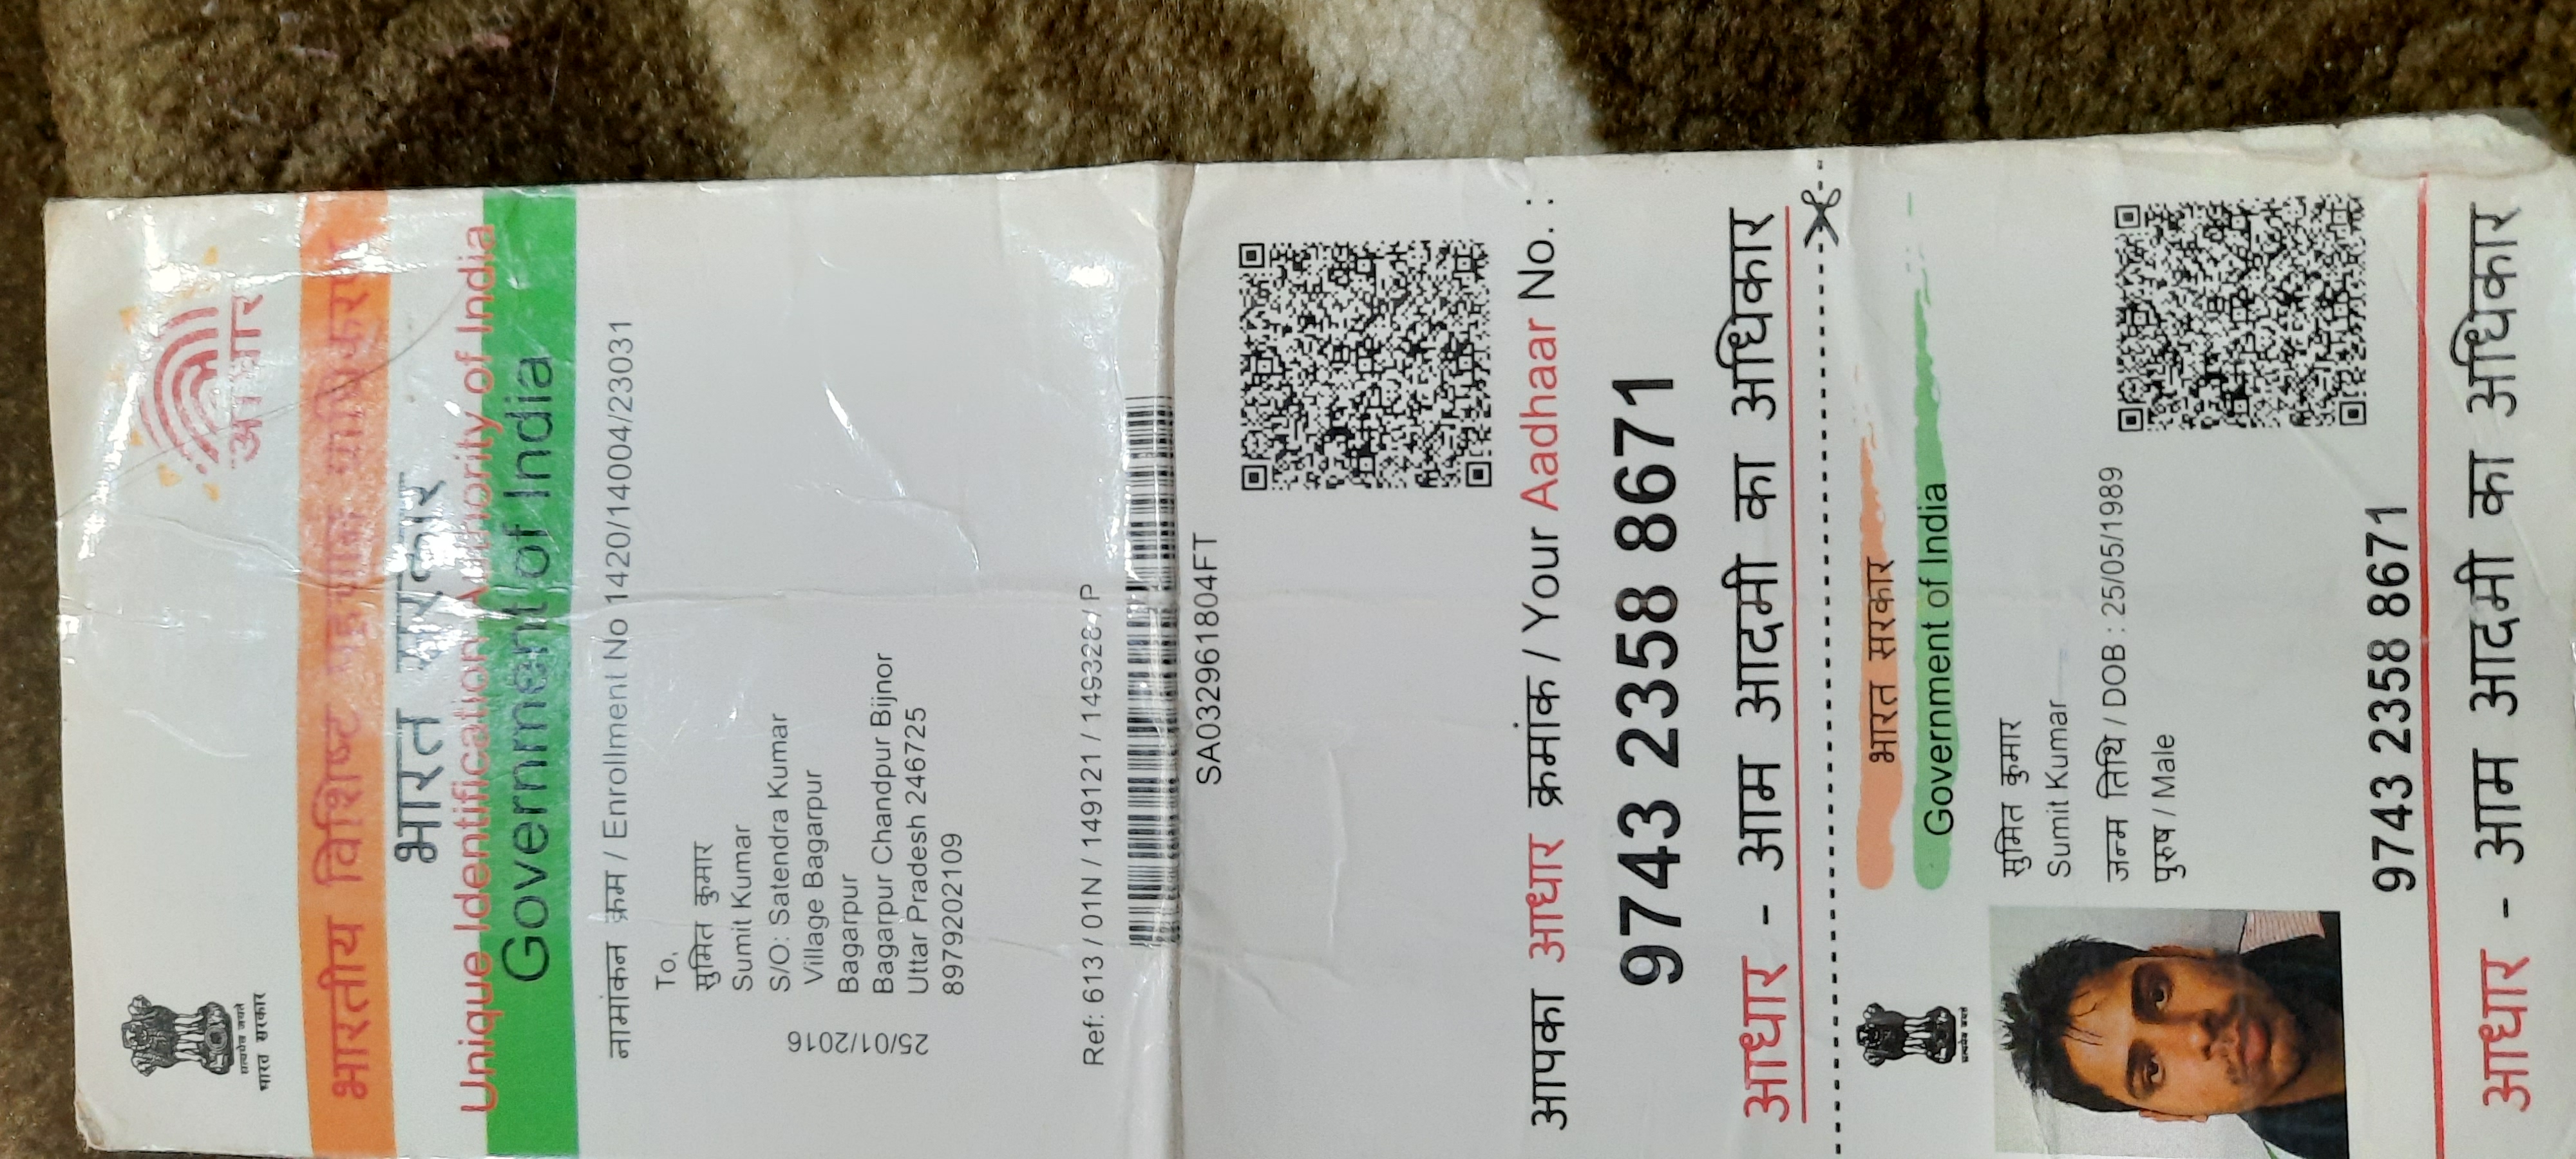 आधार
भारत सरकार
भारतीय विशिष्ट पहचान प्राधिकरण
भारत सरकार
Unique Identification Authority of India
Government of India
नामांकन क्रम / Enrollment No 1420/14004/23031
To,
सुमित कुमार
Sumit Kumar
S/O: Satendra Kumar
Village Bagarpur
Bagarpur
Bagarpur Chandpur Bijnor
Uttar Pradesh 246725
8979202109
25/01/2016
Ref: 613 / 01N / 149121 / 149328 / P
SA032961804FT
आपका आधार क्रमांक / Your Aadhaar No. :
9743 2358 8671
आधार - आम आदमी का अधिकार
भारत सरकार
Government of India
सुमित कुमार
Sumit Kumar
जन्म तिथि / DOB : 25/05/1989
पुरुष / Male
9743 2358 8671
आधार - आम आदमी का अधिकार